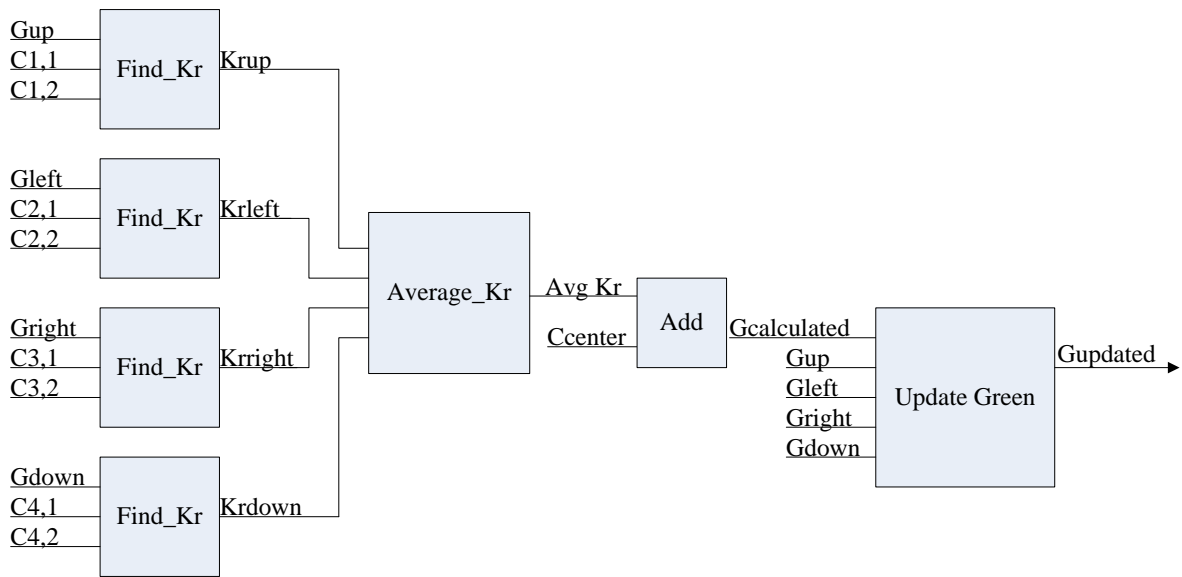 Gup
C1,1
C1,2
Find_Kr
Krup
Gleft
C2,1
C2,2
Find_Kr
Krleft
Gright
C3,1
C3,2
Find_Kr
Krright
Gdown
C4,1
C4,2
Find_Kr
Krdown
Average_Kr
Avg Kr
Ccenter
Add
Gcalculated
Gup
Gleft
Gright
Gdown
Update Green
Gupdated